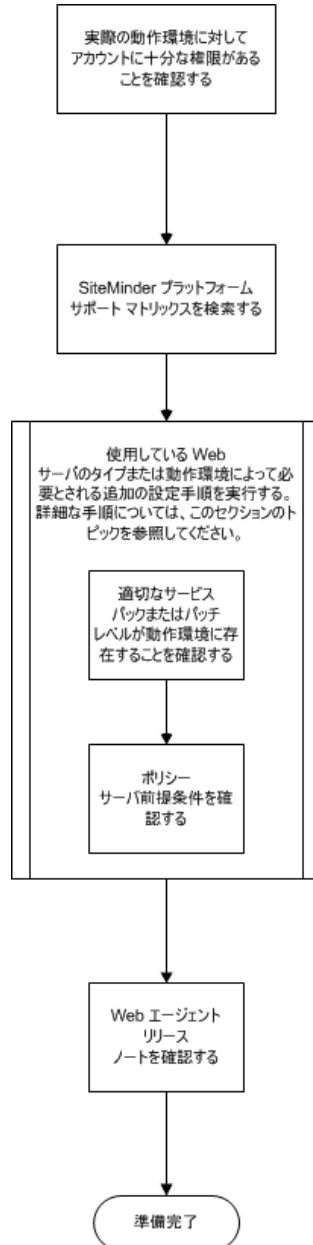 実際の動作環境に対して
アカウントに十分な権限がある
ことを確認する
SiteMinder プラットフォーム
サポート マトリックスを検索する
使用している Web
サーバのタイプまたは動作環境によって必
要とされる追加の設定手順を実行する。
詳細な手順については、このセクションのト
ピックを参照してください。
適切なサービス
パックまたはパッチ
レベルが動作環境に存
在することを確認する
ポリシー
サーバ前提条件を確
認する
Web エージェント
リリース
ノートを確認する
準備完了